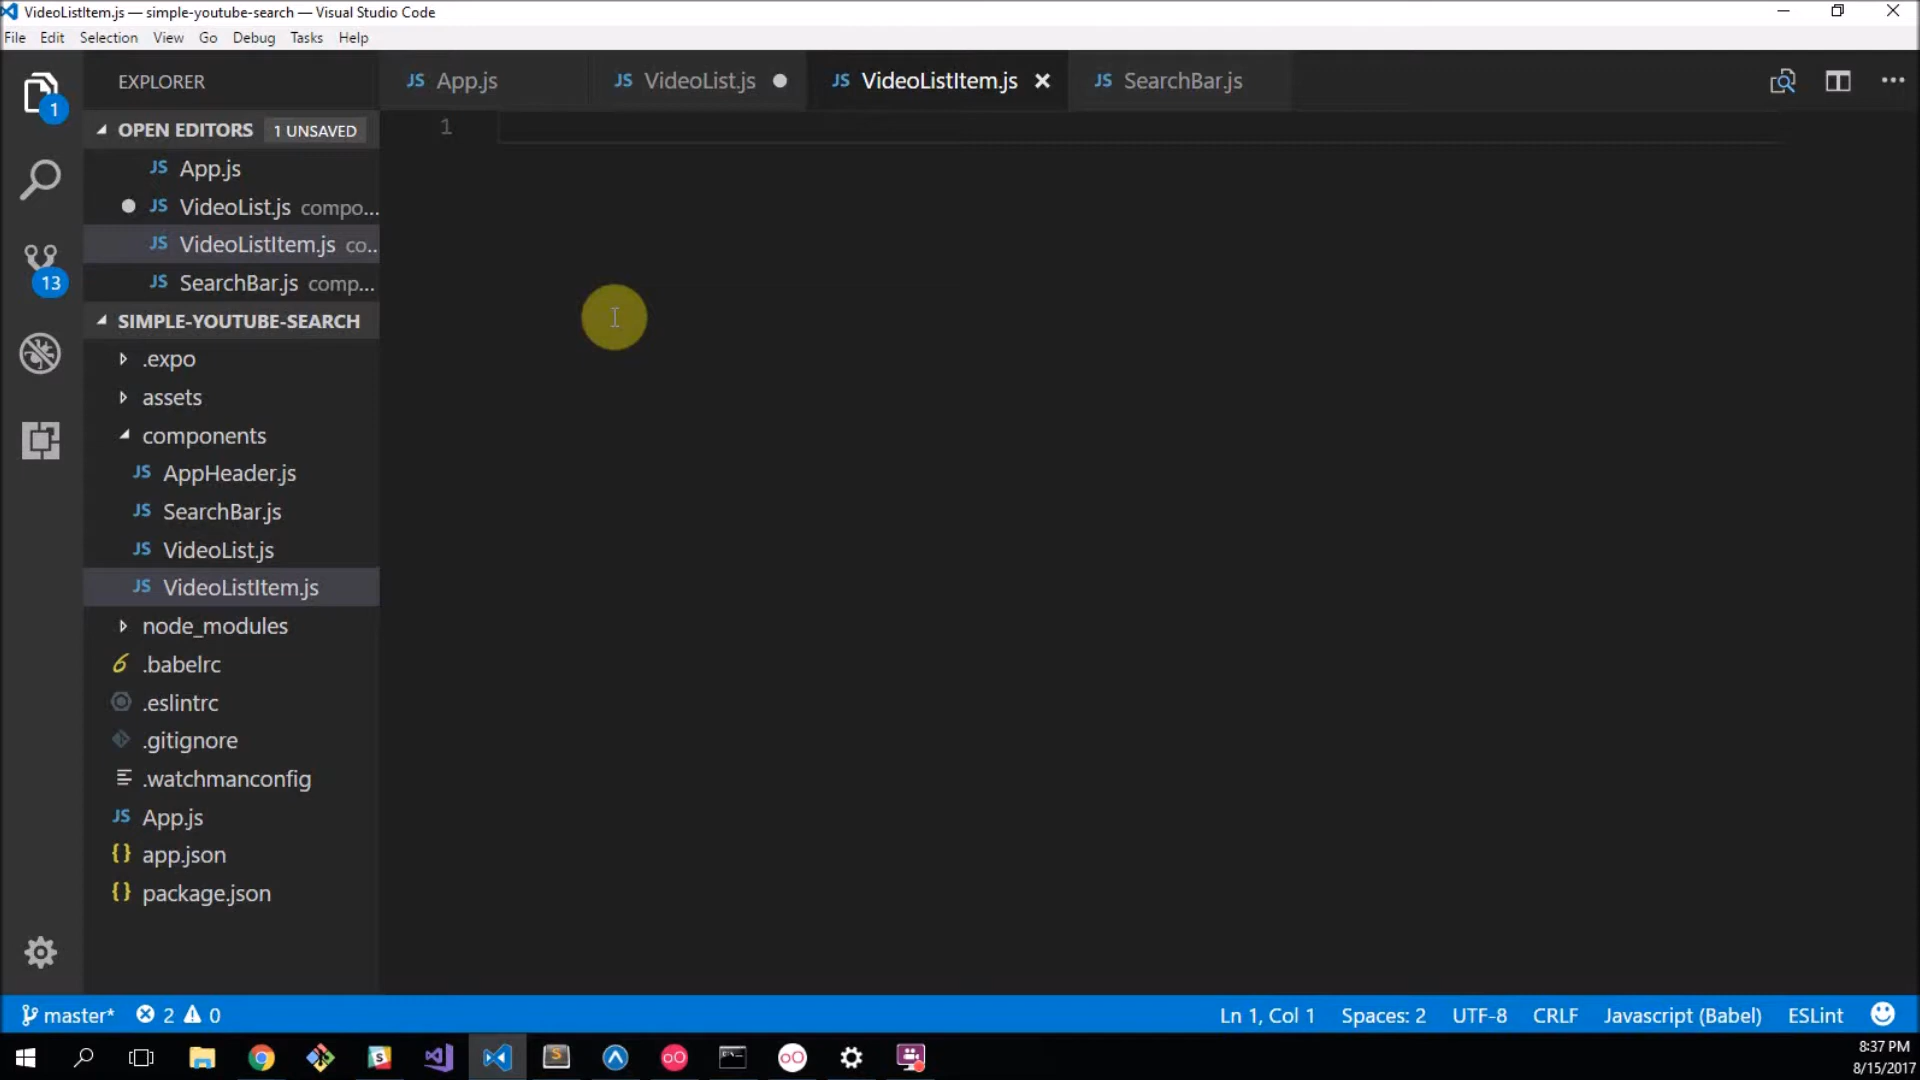 VideoListItem.js — simple-youtube-search — Visual Studio Code
File Edit Selection View Go Debug Tasks Help
EXPLORER
JS App.js
JS VideoList.js
JS VideoListItem.js
JS SearchBar.js
1
OPEN EDITORS 1 UNSAVED
1
JS App.js
JS VideoList.js compo...
JS VideoListItem.js co...
13
JS SearchBar.js comp...
SIMPLE-YOUTUBE-SEARCH
.expo
assets
components
JS AppHeader.js
JS SearchBar.js
JS VideoList.js
JS VideoListItem.js
node_modules
.babelrc
.eslintrc
.gitignore
.watchmanconfig
JS App.js
{} app.json
{} package.json
master* 2 0
Ln 1, Col 1 Spaces: 2 UTF-8 CRLF Javascript (Babel) ESLint
8:37 PM
8/15/2017